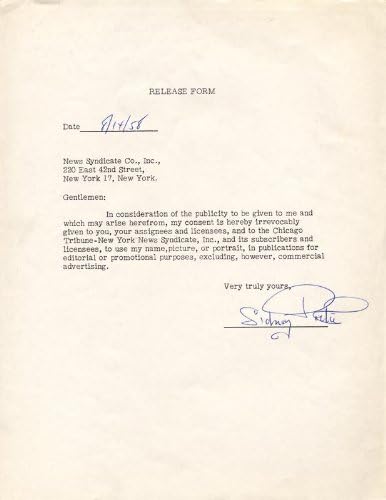 RELEASE FORM
Date 8/14/58
News Syndicate Co., Inc.,
220 East 42nd Street,
New York 17, New York.
Gentlemen:
In consideration of the publicity to be given to me and
which may arise herefrom, my consent is hereby irrevocably
given to you, your assignees and licensees, and to the Chicago
Tribune-New York News Syndicate, Inc., and its subscribers and
licensees, to use my name,picture, or portrait, in publications for
editorial or promotional purposes, excluding, however, commercial
advertising.
Very truly yours,
Sidney Poitier